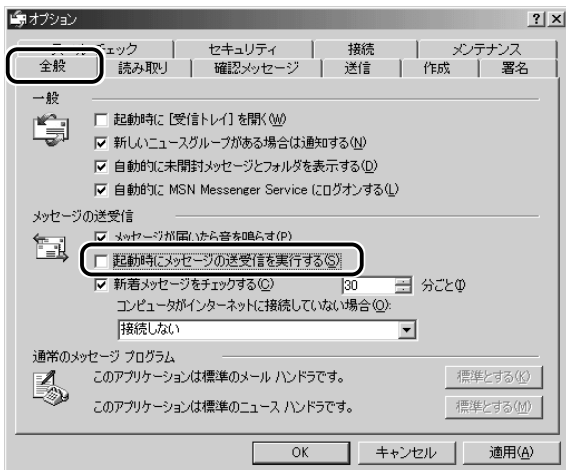 オプション
ェック セキュリティ 接続 メンテナンス
全般 読み取り 確認メッセージ 送信 作成 署名
一般
起動時に [受信トレイ] を開く(W)
新しいニュースグループがある場合は通知する(N)
自動的に未開封メッセージとフォルダを表示する(D)
自動的に MSN Messenger Service にログオンする(L)
メッセージの送受信
メッセージが届いたら音を鳴らす(P)
起動時にメッセージの送受信を実行する(S)
新着メッセージをチェックする(C) 30 分ごと(I)
コンピュータがインターネットに接続していない場合(O):
接続しない
通常のメッセージ プログラム
このアプリケーションは標準のメール ハンドラです。 標準とする(K)
このアプリケーションは標準のニュース ハンドラです。 標準とする(M)
OK キャンセル 適用(A)